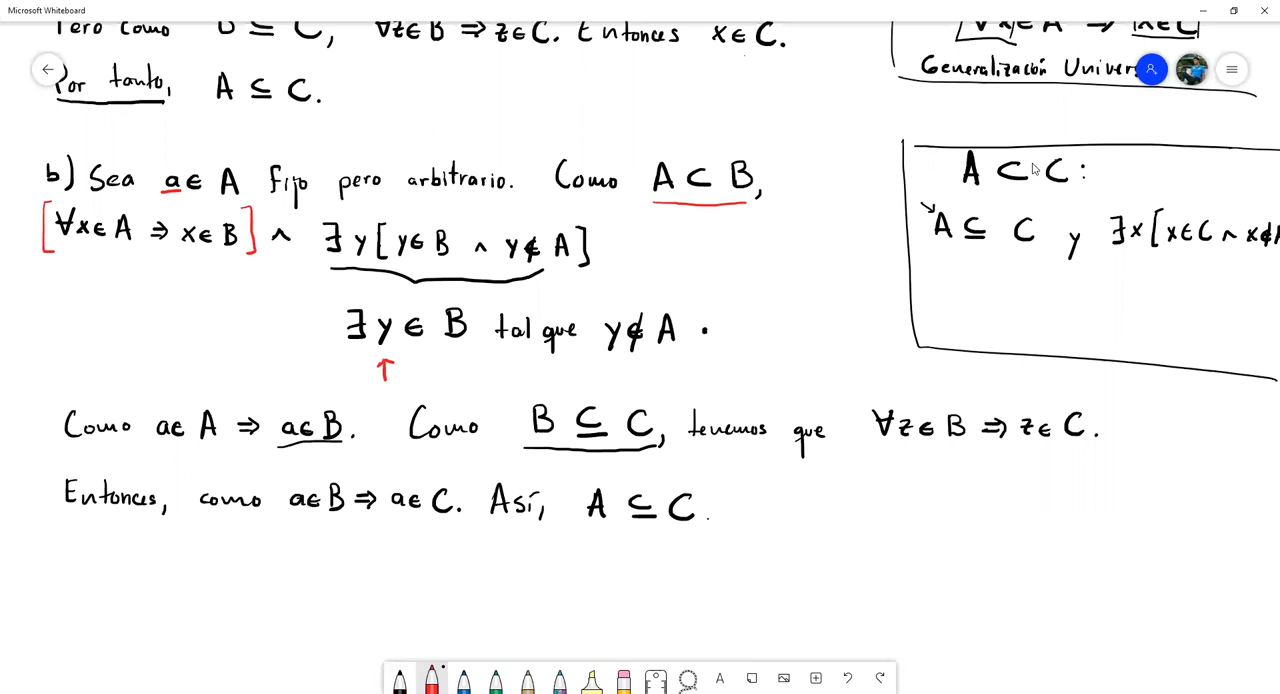 Microsoft Whiteboard
Pero como B ⊆ C, ∀z∈B ⇒ z∈C. Entonces x∈C.
Por tanto, A ⊆ C.
∀x∈A ⇒ x∈C
Generalización Univer
b) Sea a∈A fijo pero arbitrario. Como A ⊂ B,
[∀x∈A ⇒ x∈B] ∧ ∃y[y∈B ∧ y∉A]
∃y∈B tal que y∉A.
A ⊂ C:
A ⊆ C y ∃x[x∈C ∧ x∉A
Como a∈A ⇒ a∈B. Como B ⊆ C, tenemos que ∀z∈B ⇒ z∈C.
Entonces, como a∈B ⇒ a∈C. Así, A ⊆ C.